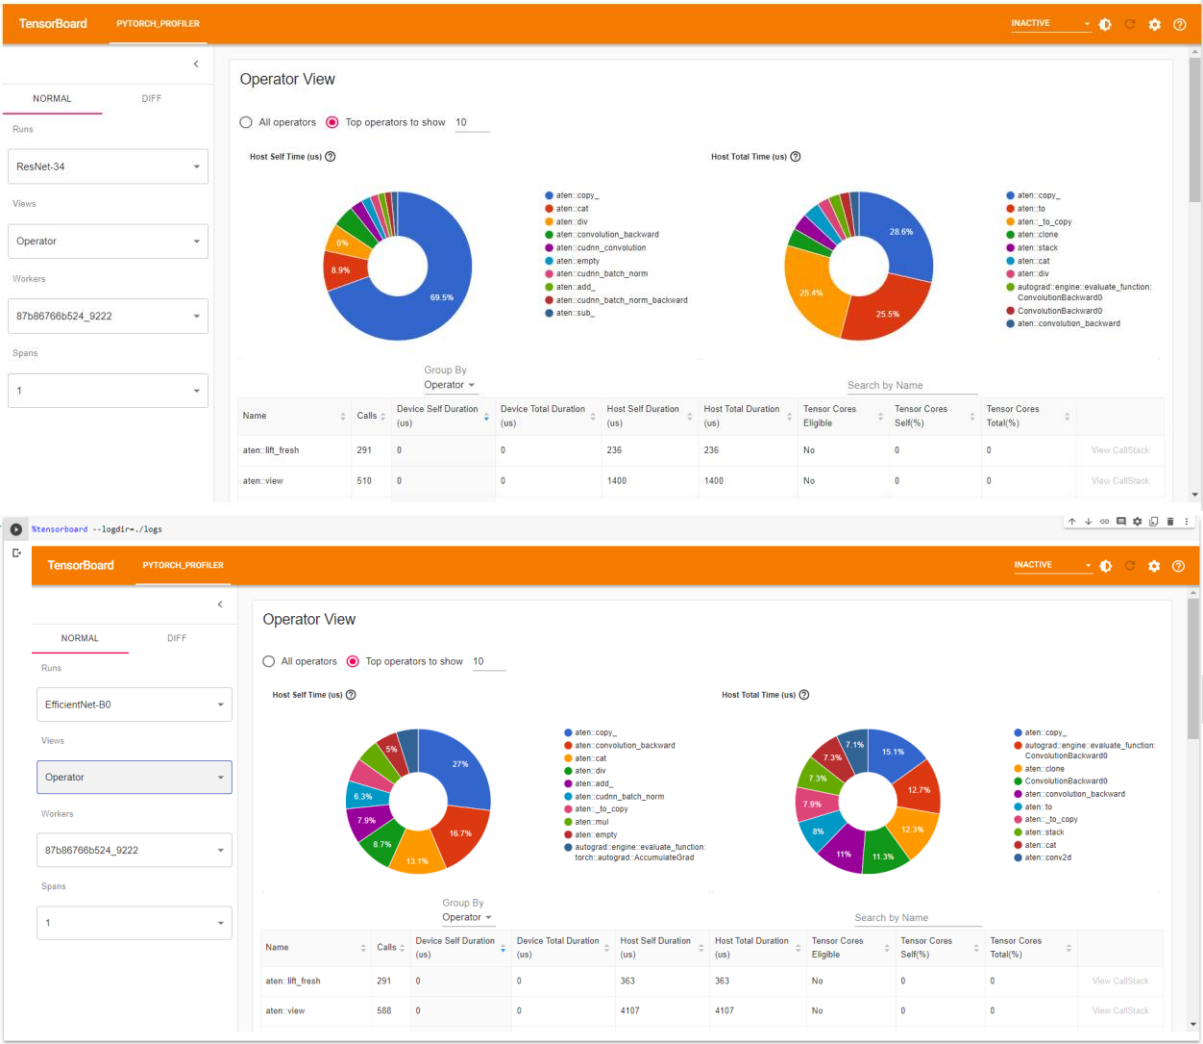 TensorBoard PYTORCH_PROFILER INACTIVE
Operator View
NORMAL DIFF
All operators Top operators to show 10
Runs
Host Self Time (us) Host Total Time (us)
ResNet-34
Views
Operator
Workers
87b86766b524_9222
Spans
1
69.5%
8.9%
6%
aten::copy_
aten::cat
aten::div
aten::convolution_backward
aten::cudnn_convolution
aten::empty
aten::cudnn_batch_norm
aten::add_
aten::cudnn_batch_norm_backward
aten::sub_
28.6%
25.5%
25.4%
aten::copy_
aten::to
aten::_to_copy
aten::clone
aten::stack
aten::cat
aten::div
autograd::engine::evaluate_function:
ConvolutionBackward0
ConvolutionBackward0
aten::convolution_backward
Group By
Operator
Search by Name
Name Calls Device Self Duration (us) Device Total Duration (us) Host Self Duration (us) Host Total Duration (us) Tensor Cores Eligible Tensor Cores Self(%) Tensor Cores Total(%)
aten::lift_fresh 291 0 0 236 236 No 0 0 View CallStack
aten::view 510 0 0 1400 1400 No 0 0 View CallStack
%tensorboard --logdir=./logs
TensorBoard PYTORCH_PROFILER INACTIVE
Operator View
NORMAL DIFF
All operators Top operators to show 10
Runs
Host Self Time (us) Host Total Time (us)
EfficientNet-B0
Views
Operator
Workers
87b86766b524_9222
Spans
1
27%
16.7%
13.1%
8.7%
7.9%
6.3%
5%
aten::copy_
aten::convolution_backward
aten::cat
aten::div
aten::add_
aten::cudnn_batch_norm
aten::_to_copy
aten::mul
aten::empty
autograd::engine::evaluate_function:
torch::autograd::AccumulateGrad
15.1%
12.7%
12.3%
11.3%
11%
8%
7.9%
7.3%
7.3%
7.1%
aten::copy_
autograd::engine::evaluate_function:
ConvolutionBackward0
aten::clone
ConvolutionBackward0
aten::convolution_backward
aten::to
aten::_to_copy
aten::stack
aten::cat
aten::conv2d
Group By
Operator
Search by Name
Name Calls Device Self Duration (us) Device Total Duration (us) Host Self Duration (us) Host Total Duration (us) Tensor Cores Eligible Tensor Cores Self(%) Tensor Cores Total(%)
aten::lift_fresh 291 0 0 363 363 No 0 0 View CallStack
aten::view 588 0 0 4107 4107 No 0 0 View CallStack